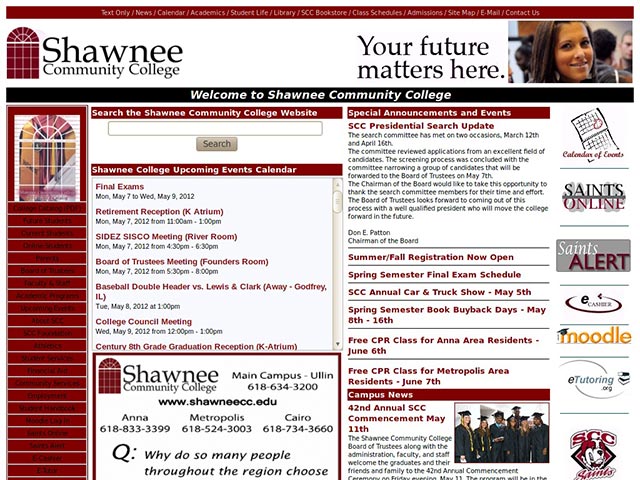 Text Only / News / Calendar / Academics / Student Life / Library / SCC Bookstore / Class Schedules / Admissions / Site Map / E-Mail / Contact Us
Shawnee
Community College
Your future
matters here.
Welcome to Shawnee Community College
College Catalog (PDF)
Future Students
Current Students
Online Students
Parents
Board of Trustees
Faculty & Staff
Academic Programs
Upcoming Events
About SCC
SCC Foundation
Athletics
Student Services
Financial Aid
Community Services
Employment
Student Handbook
Moodle Log In
Saints Online
Saints Alert
E-Cashier
E-Tutor
Search the Shawnee Community College Website
Search
Shawnee College Upcoming Events Calendar
Final Exams
Mon, May 7 to Wed, May 9, 2012
Retirement Reception (K Atrium)
Mon, May 7, 2012 from 11:00am - 1:00pm
SIDEZ SISCO Meeting (River Room)
Mon, May 7, 2012 from 4:30pm - 6:30pm
Board of Trustees Meeting (Founders Room)
Mon, May 7, 2012 from 5:30pm - 8:00pm
Baseball Double Header vs. Lewis & Clark (Away - Godfrey,
IL)
Tue, May 8, 2012 at 1:00pm
College Council Meeting
Wed, May 9, 2012 from 12:00pm - 1:00pm
Century 8th Grade Graduation Reception (K-Atrium)
Shawnee
Community College
Main Campus - Ullin
618-634-3200
www.shawneecc.edu
Anna Metropolis Cairo
618-833-3399 618-524-3003 618-734-3660
Q: Why do so many people
throughout the region choose
Special Announcements and Events
SCC Presidential Search Update
The search committee has met on two occasions, March 12th
and April 16th.
The committee reviewed applications from an excellent field of
candidates. The screening process was concluded with the
committee narrowing a group of candidates that will be
forwarded to the Board of Trustees on May 7th.
The Chairman of the Board would like to take this opportunity to
thank the search committee members for their time and effort.
The Board of Trustees looks forward to coming out of this
process with a well qualified president who will move the college
forward in the future.
Don E. Patton
Chairman of the Board
Summer/Fall Registration Now Open
Spring Semester Final Exam Schedule
SCC Annual Car & Truck Show - May 5th
Spring Semester Book Buyback Days - May
8th - 16th
Free CPR Class for Anna Area Residents -
June 6th
Free CPR Class for Metropolis Area
Residents - June 7th
Campus News
42nd Annual SCC
Commencement May
11th
The Shawnee Community College
Board of Trustees along with the
administration, faculty, and staff
welcome the graduates and their
friends and family to the 42nd Annual Commencement
Ceremony on Friday evening, May 11. The program will be in the
Calendar of Events
SAINTS
ONLINE
Saints
ALERT
e CASHIER
moodle
eTutoring
.org
SCC
Saints